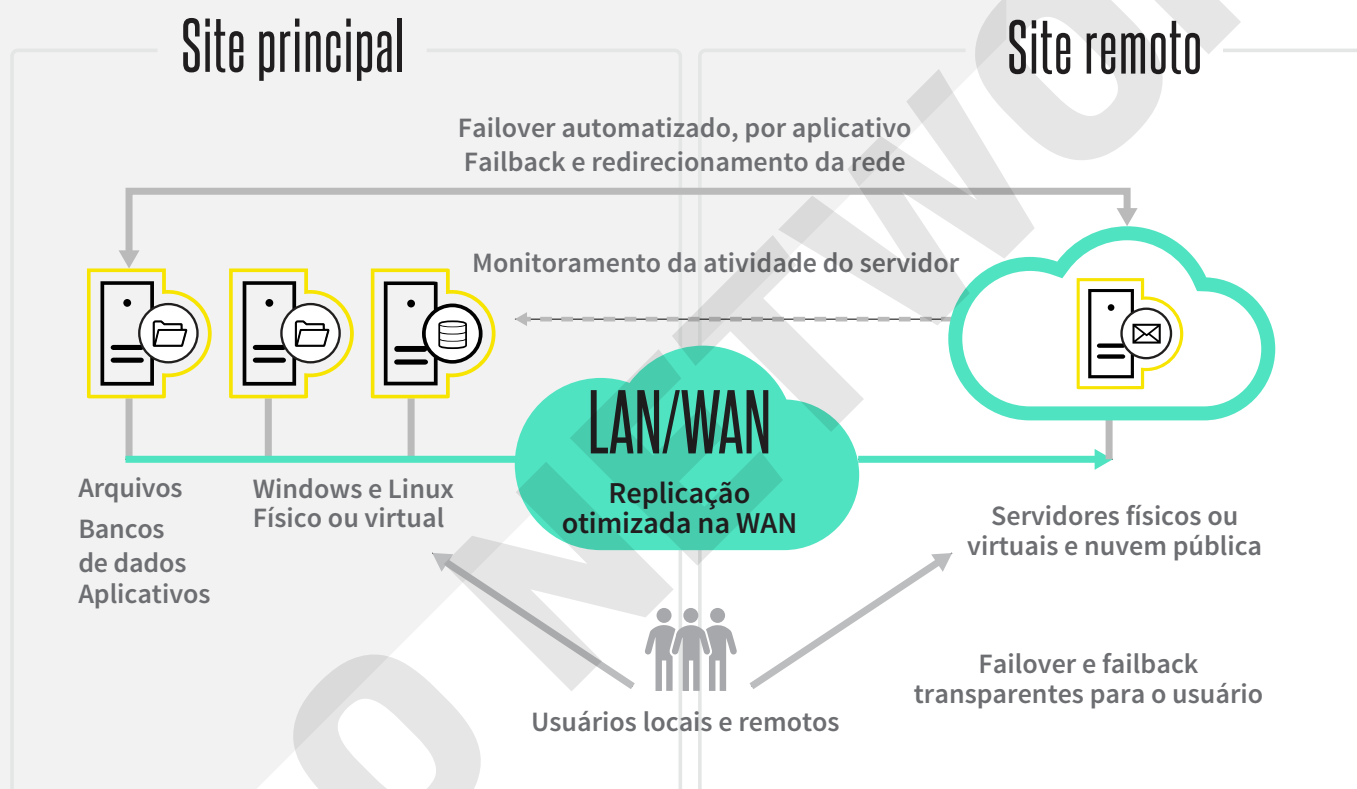 Site principal
Site remoto
Failover automatizado, por aplicativo
Failback e redirecionamento da rede
Monitoramento da atividade do servidor
LAN/WAN
Replicação
otimizada na WAN
Arquivos
Bancos
de dados
Aplicativos
Windows e Linux
Físico ou virtual
Servidores físicos ou
virtuais e nuvem pública
Usuários locais e remotos
Failover e failback
transparentes para o usuário